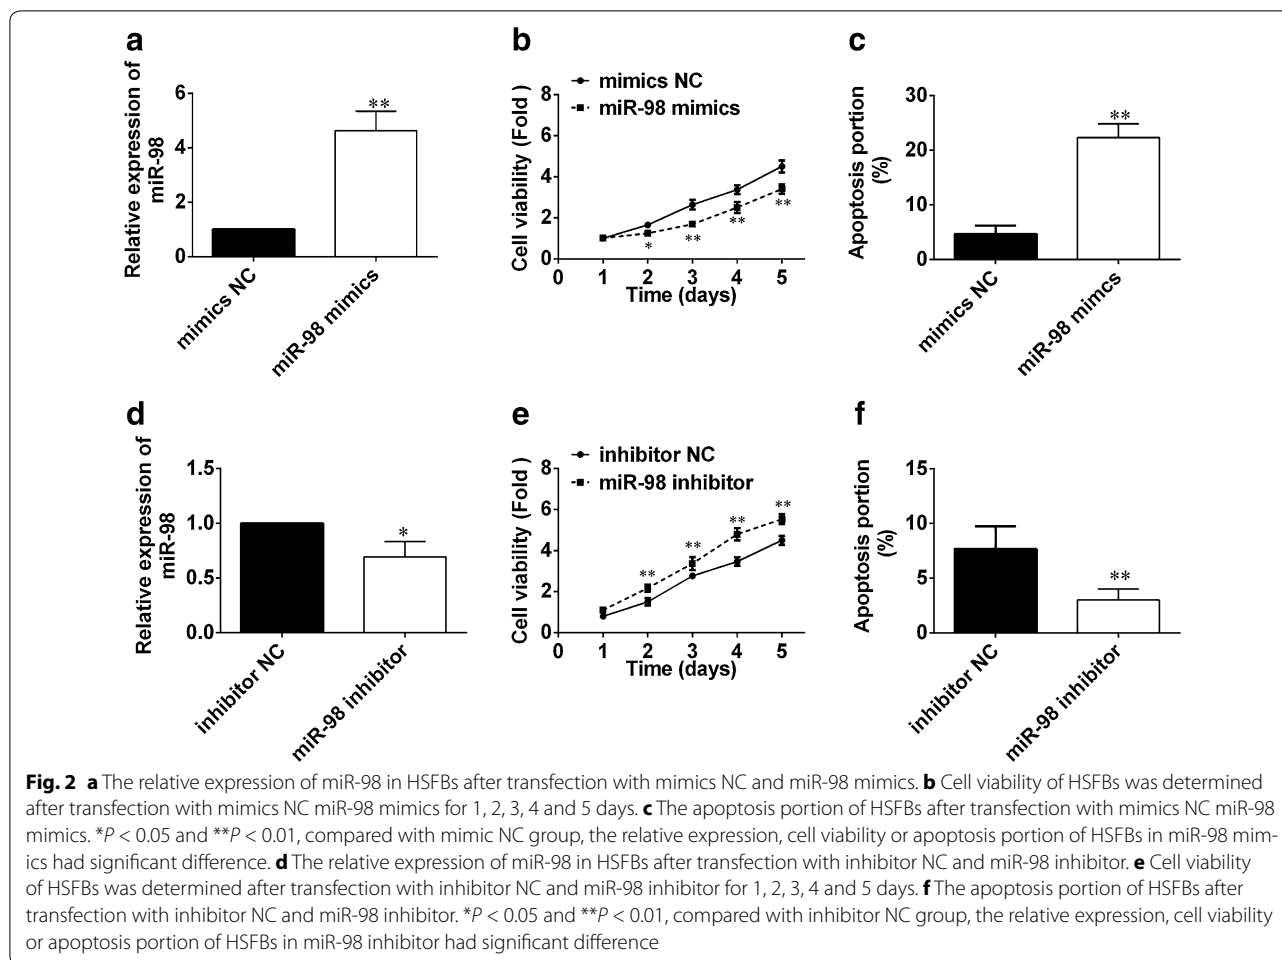 a
Relative expression of
miR-98
6
4
2
0
**
mimics NC
miR-98 mimics
b
mimics NC
miR-98 mimics
Cell viability (Fold )
8
6
4
2
0
*
**
**
**
0 1 2 3 4 5
Time (days)
c
Apoptosis portion
(%)
30
20
10
0
**
mimics NC
miR-98 mimcs
d
Relative expression of
miR-98
1.5
1.0
0.5
0.0
*
inhibitor NC
miR-98 inhibitor
e
inhibitor NC
miR-98 inhibitor
Cell viability (Fold )
8
6
4
2
0
**
**
**
**
0 1 2 3 4 5
Time (days)
f
Apoptosis portion
(%)
15
10
5
0
**
inhibitor NC
miR-98 inhibitor
Fig. 2 a The relative expression of miR-98 in HSFBs after transfection with mimics NC and miR-98 mimics. b Cell viability of HSFBs was determined
after transfection with mimics NC miR-98 mimics for 1, 2, 3, 4 and 5 days. c The apoptosis portion of HSFBs after transfection with mimics NC miR-98
mimics. *P < 0.05 and **P < 0.01, compared with mimic NC group, the relative expression, cell viability or apoptosis portion of HSFBs in miR-98 mim-
ics had significant difference. d The relative expression of miR-98 in HSFBs after transfection with inhibitor NC and miR-98 inhibitor. e Cell viability
of HSFBs was determined after transfection with inhibitor NC and miR-98 inhibitor for 1, 2, 3, 4 and 5 days. f The apoptosis portion of HSFBs after
transfection with inhibitor NC and miR-98 inhibitor. *P < 0.05 and **P < 0.01, compared with inhibitor NC group, the relative expression, cell viability
or apoptosis portion of HSFBs in miR-98 inhibitor had significant difference